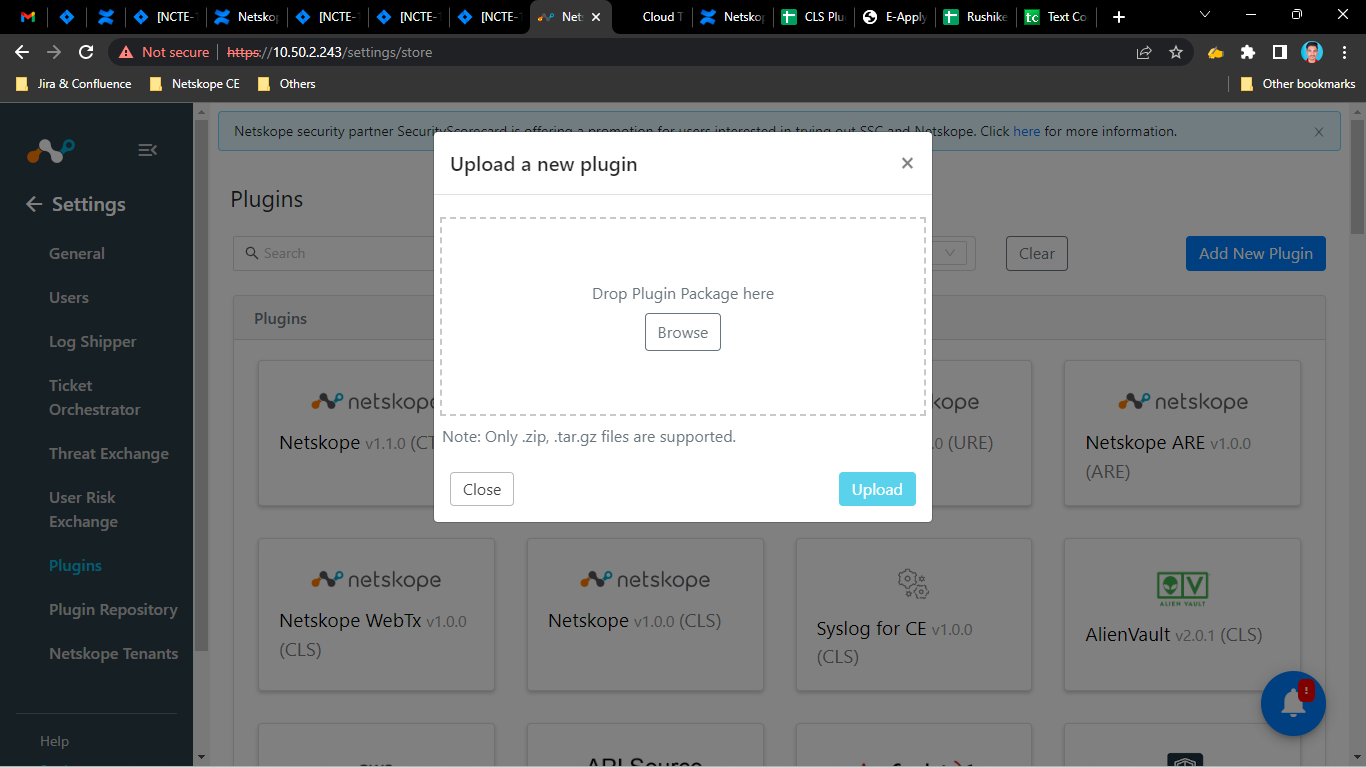 [NCTE-1
Netskop
[NCTE-1
[NCTE-1
[NCTE-1
Nets
Cloud T
Netskop
CLS Plu
E-Apply
Rushike
Text Co
Not secure https://10.50.2.243/settings/store
Jira & Confluence Netskope CE Others Other bookmarks
Netskope security partner SecurityScorecard is offering a promotion for users interested in trying out SSC and Netskope. Click here for more information.
Settings
General
Users
Log Shipper
Ticket
Orchestrator
Threat Exchange
User Risk
Exchange
Plugins
Plugin Repository
Netskope Tenants
Help
Plugins
Search
Clear
Add New Plugin
Plugins
Upload a new plugin
Drop Plugin Package here
Browse
Note: Only .zip, .tar.gz files are supported.
Close
Upload
netskope
Netskope v1.1.0 (CT
kope
.0 (URE)
netskope
Netskope ARE v1.0.0
(ARE)
netskope
Netskope WebTx v1.0.0
(CLS)
netskope
Netskope v1.0.0 (CLS)
Syslog for CE v1.0.0
(CLS)
ALIEN VAULT
AlienVault v2.0.1 (CLS)
API Source